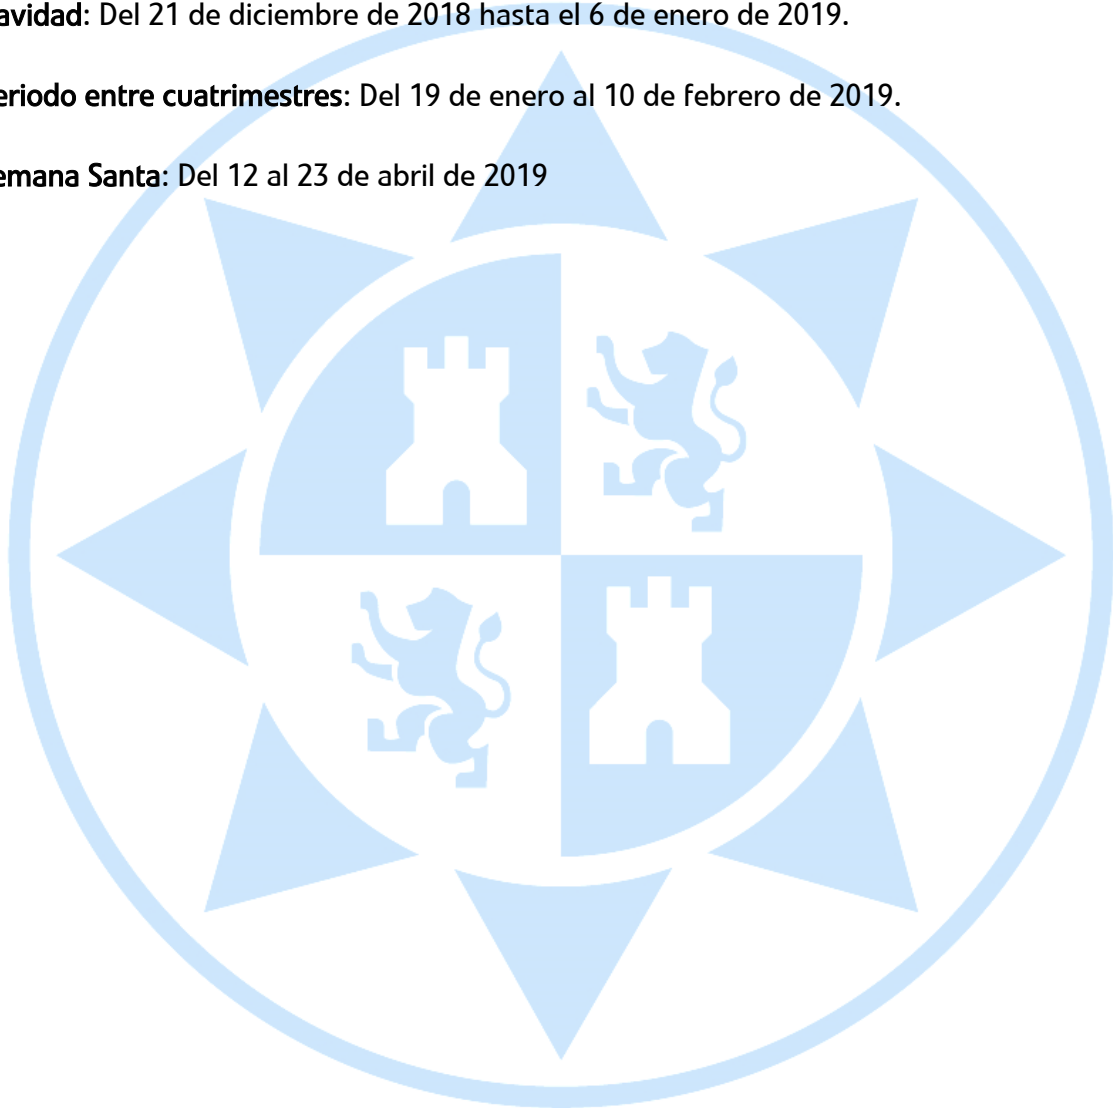 avidad: Del 21 de diciembre de 2018 hasta el 6 de enero de 2019.
eriodo entre cuatrimestres: Del 19 de enero al 10 de febrero de 2019.
emana Santa: Del 12 al 23 de abril de 2019